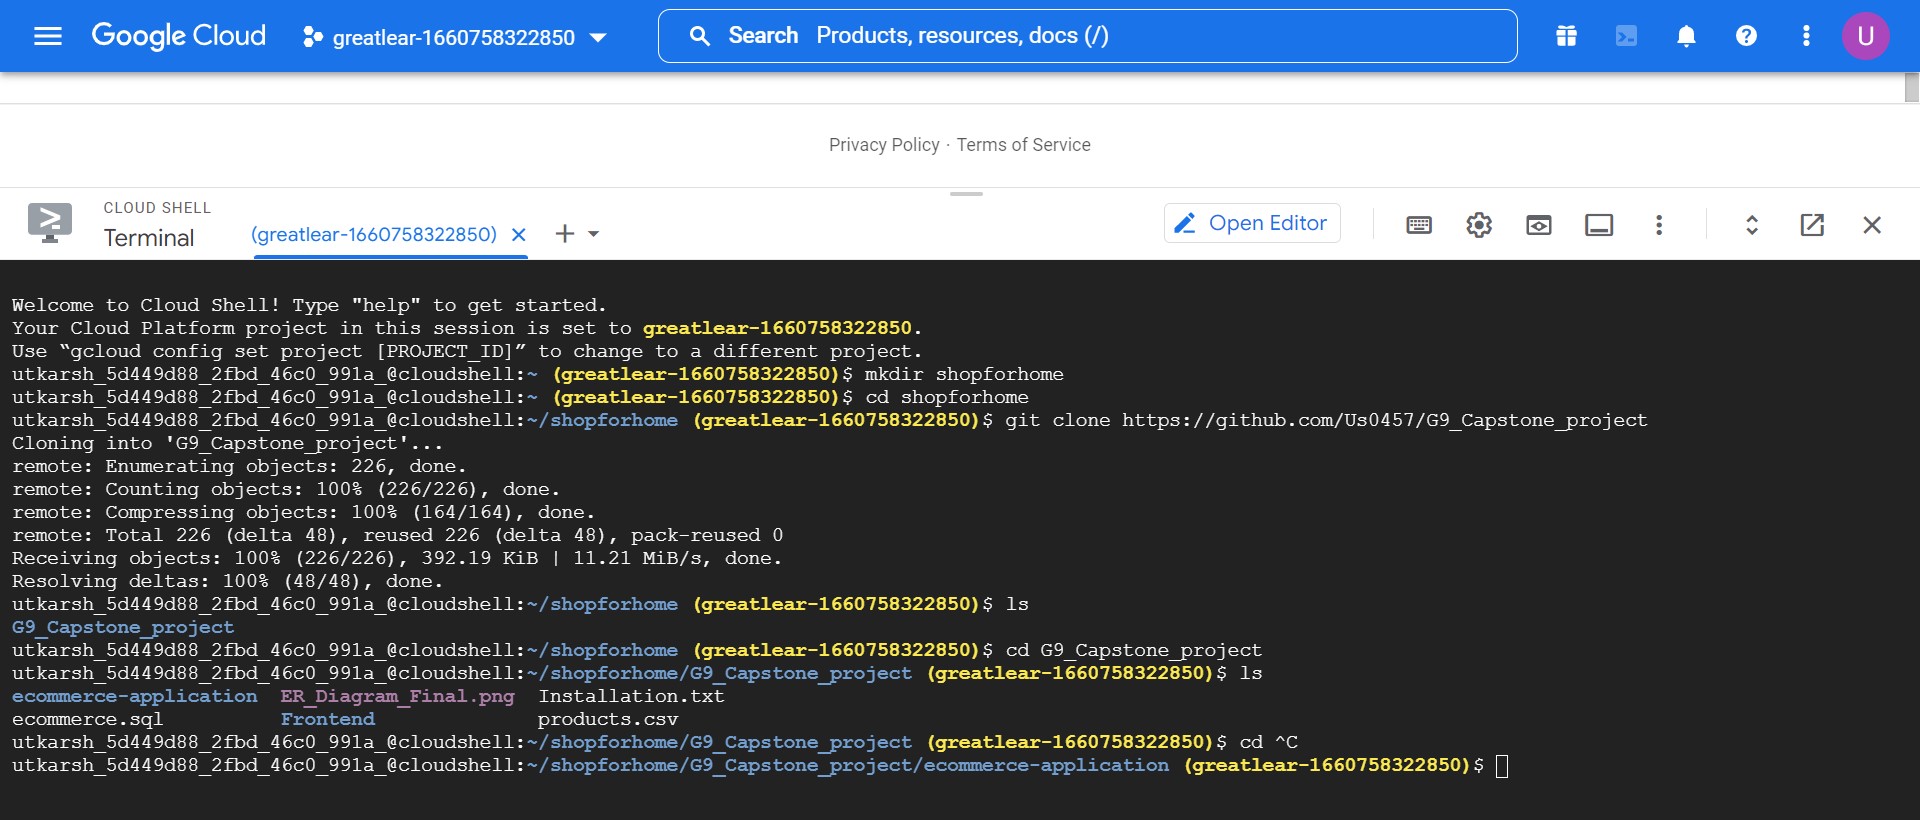 Google Cloud greatlear-1660758322850 Search Products, resources, docs (/) U
Privacy Policy · Terms of Service
CLOUD SHELL
Terminal (greatlear-1660758322850) Open Editor
Welcome to Cloud Shell! Type "help" to get started.
Your Cloud Platform project in this session is set to greatlear-1660758322850.
Use “gcloud config set project [PROJECT_ID]” to change to a different project.
utkarsh_5d449d88_2fbd_46c0_991a_@cloudshell:~ (greatlear-1660758322850)$ mkdir shopforhome
utkarsh_5d449d88_2fbd_46c0_991a_@cloudshell:~ (greatlear-1660758322850)$ cd shopforhome
utkarsh_5d449d88_2fbd_46c0_991a_@cloudshell:~/shopforhome (greatlear-1660758322850)$ git clone https://github.com/Us0457/G9_Capstone_project
Cloning into 'G9_Capstone_project'...
remote: Enumerating objects: 226, done.
remote: Counting objects: 100% (226/226), done.
remote: Compressing objects: 100% (164/164), done.
remote: Total 226 (delta 48), reused 226 (delta 48), pack-reused 0
Receiving objects: 100% (226/226), 392.19 KiB | 11.21 MiB/s, done.
Resolving deltas: 100% (48/48), done.
utkarsh_5d449d88_2fbd_46c0_991a_@cloudshell:~/shopforhome (greatlear-1660758322850)$ ls
G9_Capstone_project
utkarsh_5d449d88_2fbd_46c0_991a_@cloudshell:~/shopforhome (greatlear-1660758322850)$ cd G9_Capstone_project
utkarsh_5d449d88_2fbd_46c0_991a_@cloudshell:~/shopforhome/G9_Capstone_project (greatlear-1660758322850)$ ls
ecommerce-application ER_Diagram_Final.png Installation.txt
ecommerce.sql Frontend products.csv
utkarsh_5d449d88_2fbd_46c0_991a_@cloudshell:~/shopforhome/G9_Capstone_project (greatlear-1660758322850)$ cd ^C
utkarsh_5d449d88_2fbd_46c0_991a_@cloudshell:~/shopforhome/G9_Capstone_project/ecommerce-application (greatlear-1660758322850)$